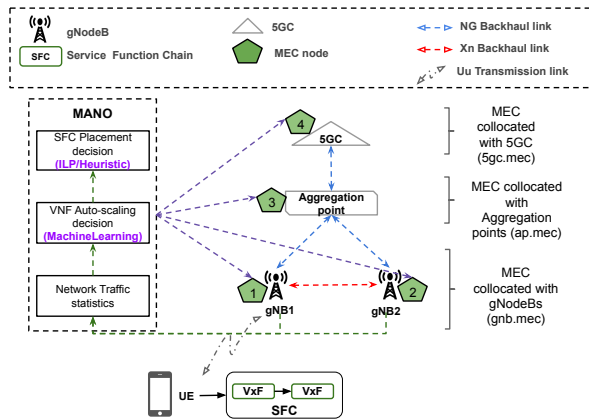 gNodeB
5GC
NG Backhaul link
SFC
Service Function Chain
MEC node
Xn Backhaul link
Uu Transmission link
MANO
SFC Placement
decision
(ILP/Heuristic)
VNF Auto-scaling
decision
(MachineLearning)
Network Traffic
statistics
4
5GC
3
Aggregation
point
1
gNB1
2
gNB2
MEC
collocated
with 5GC
(5gc.mec)
MEC collocated
with
Aggregation
points (ap.mec)
MEC
collocated with
gNodeBs
(gnb.mec)
UE
VxF
VxF
SFC